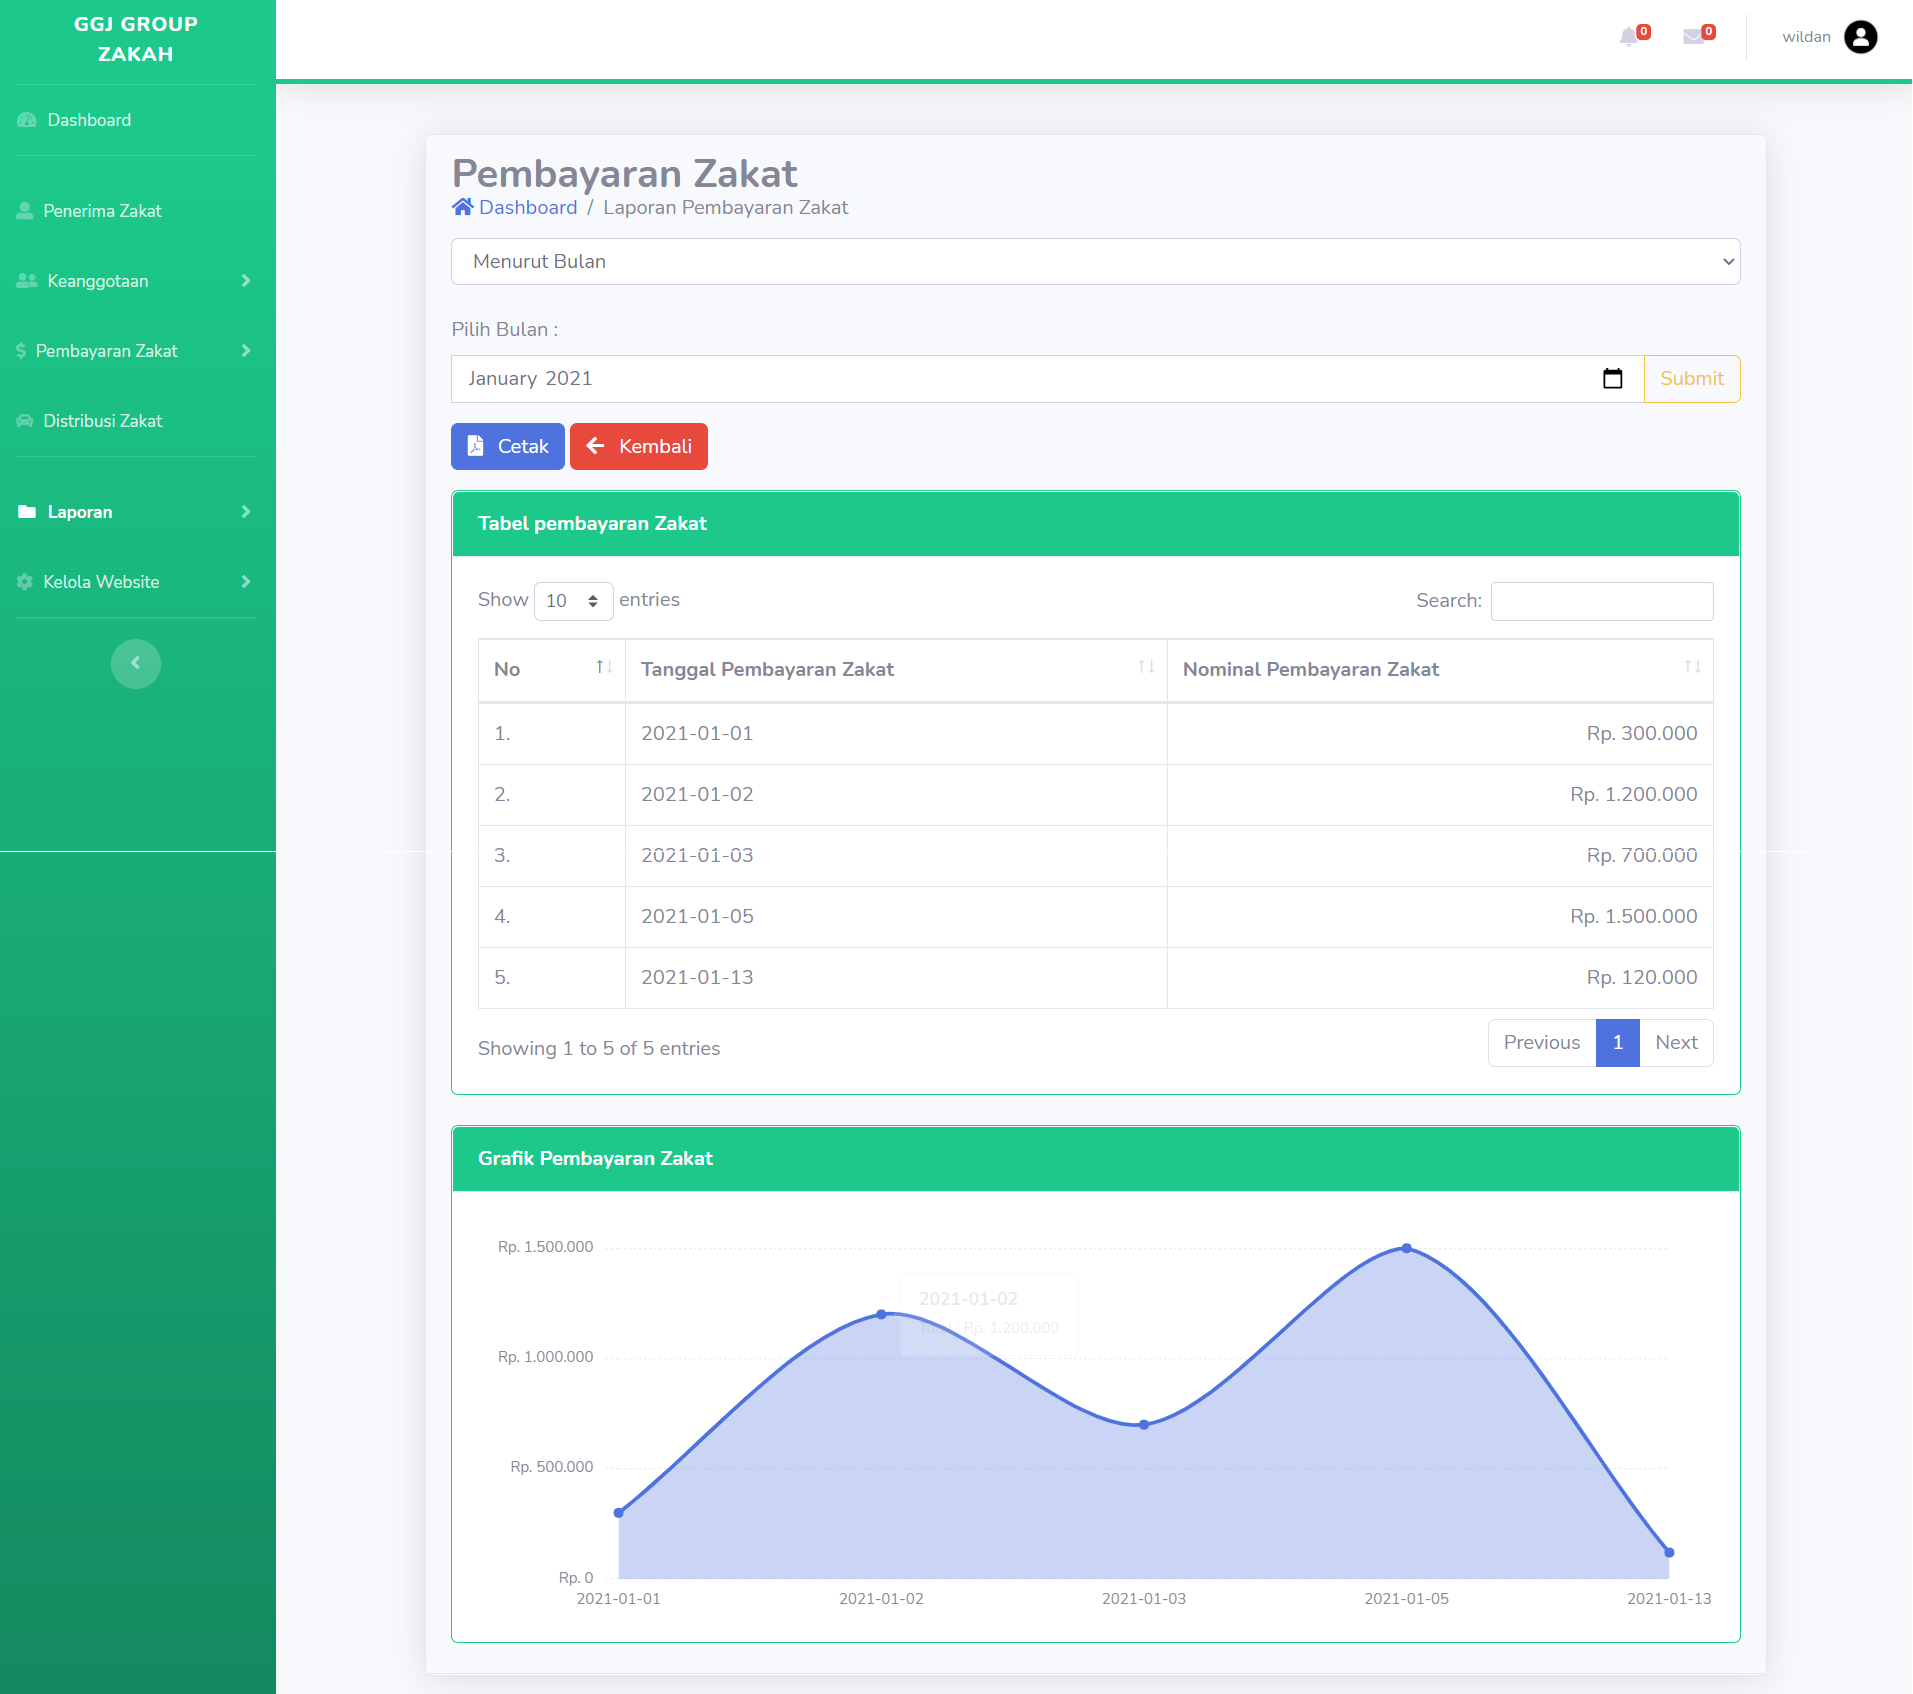 GGJ GROUP
ZAKAH
Dashboard
Penerima Zakat
Keanggotaan
Pembayaran Zakat
Distribusi Zakat
Laporan
Kelola Website
0
0
wildan
Pembayaran Zakat
Dashboard / Laporan Pembayaran Zakat
Menurut Bulan
Pilih Bulan :
January 2021
Submit
Cetak
Kembali
Tabel pembayaran Zakat
Show 10 entries
Search:
No Tanggal Pembayaran Zakat Nominal Pembayaran Zakat
1. 2021-01-01 Rp. 300.000
2. 2021-01-02 Rp. 1.200.000
3. 2021-01-03 Rp. 700.000
4. 2021-01-05 Rp. 1.500.000
5. 2021-01-13 Rp. 120.000
Showing 1 to 5 of 5 entries
Previous 1 Next
Grafik Pembayaran Zakat
Rp. 1.500.000
2021-01-02
Total : Rp. 1.200.000
Rp. 1.000.000
Rp. 500.000
Rp. 0
2021-01-01 2021-01-02 2021-01-03 2021-01-05 2021-01-13